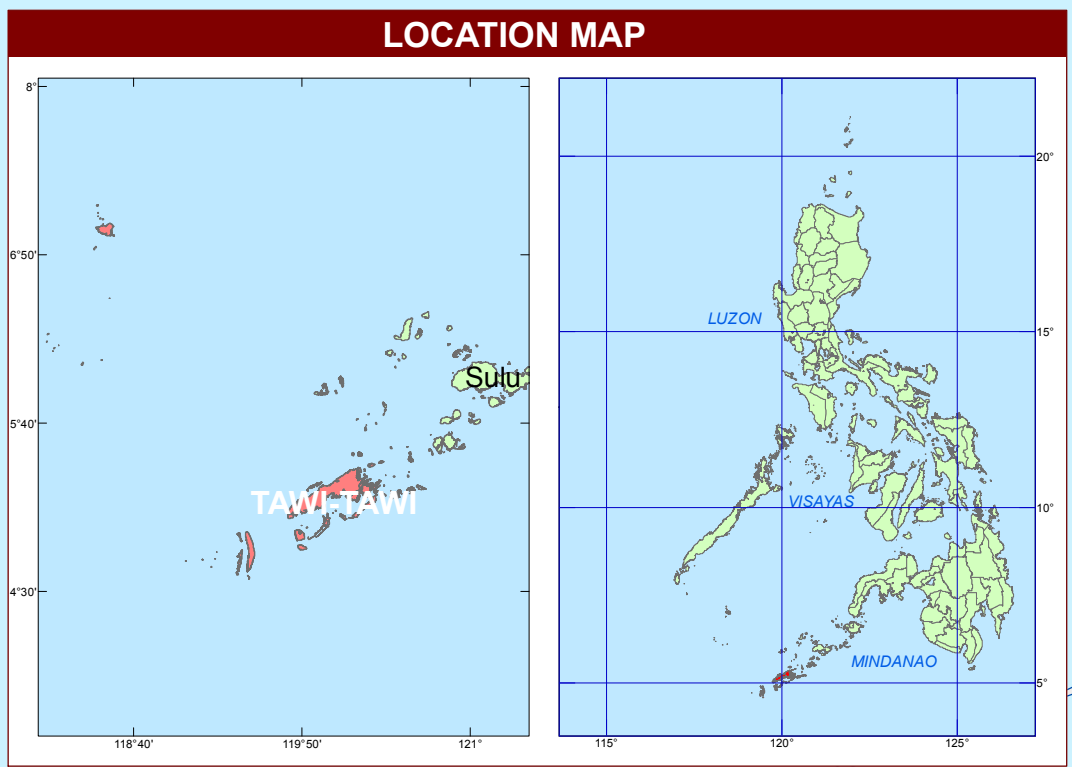 LOCATION MAP
8°
6°50'
5°40'
4°30'
118°40'
119°50'
121°
Sulu
TAWI-TAWI
20°
15°
10°
5°
115°
120°
125°
LUZON
VISAYAS
MINDANAO